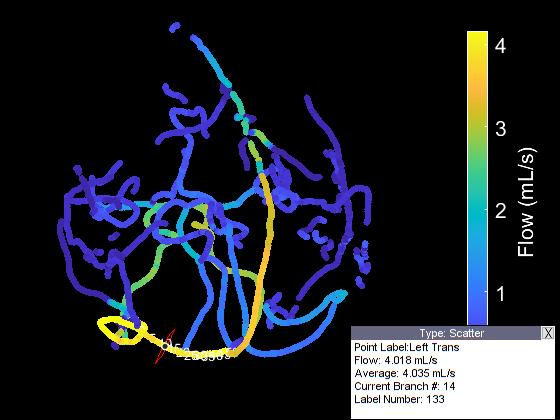 4
3
2
1
Flow (mL/s)
Type: Scatter
X
Point Label:Left Trans
Flow: 4.018 mL/s
Average: 4.035 mL/s
Current Branch #: 14
Label Number: 133